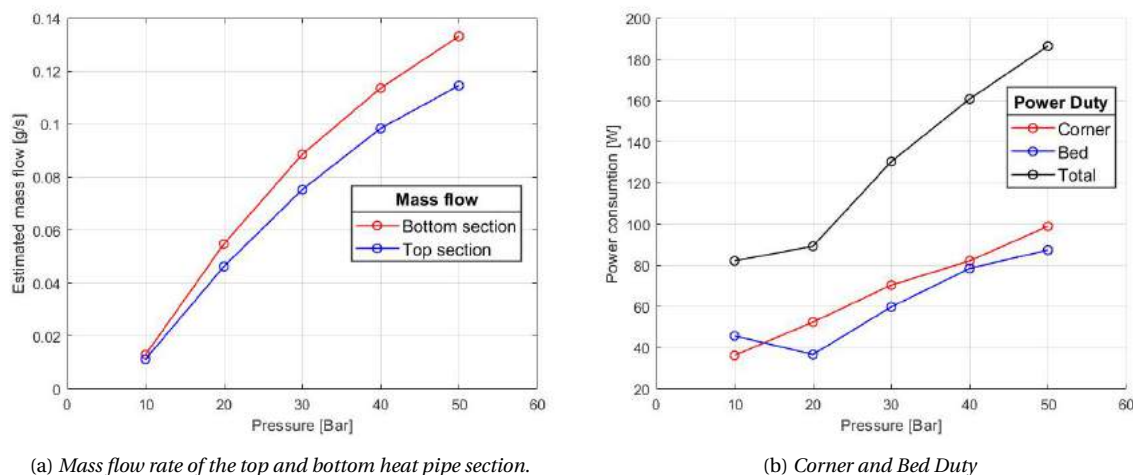 0.14
0.12
0.1
0.08
0.06
0.04
0.02
0
Estimated mass flow [g/s]
Mass flow
Bottom section
Top section
0 10 20 30 40 50 60
Pressure [Bar]
(a) Mass flow rate of the top and bottom heat pipe section.
200
180
160
140
120
100
80
60
40
20
Power consumtion [W]
Power Duty
Corner
Bed
Total
0 10 20 30 40 50 60
Pressure [Bar]
(b) Corner and Bed Duty